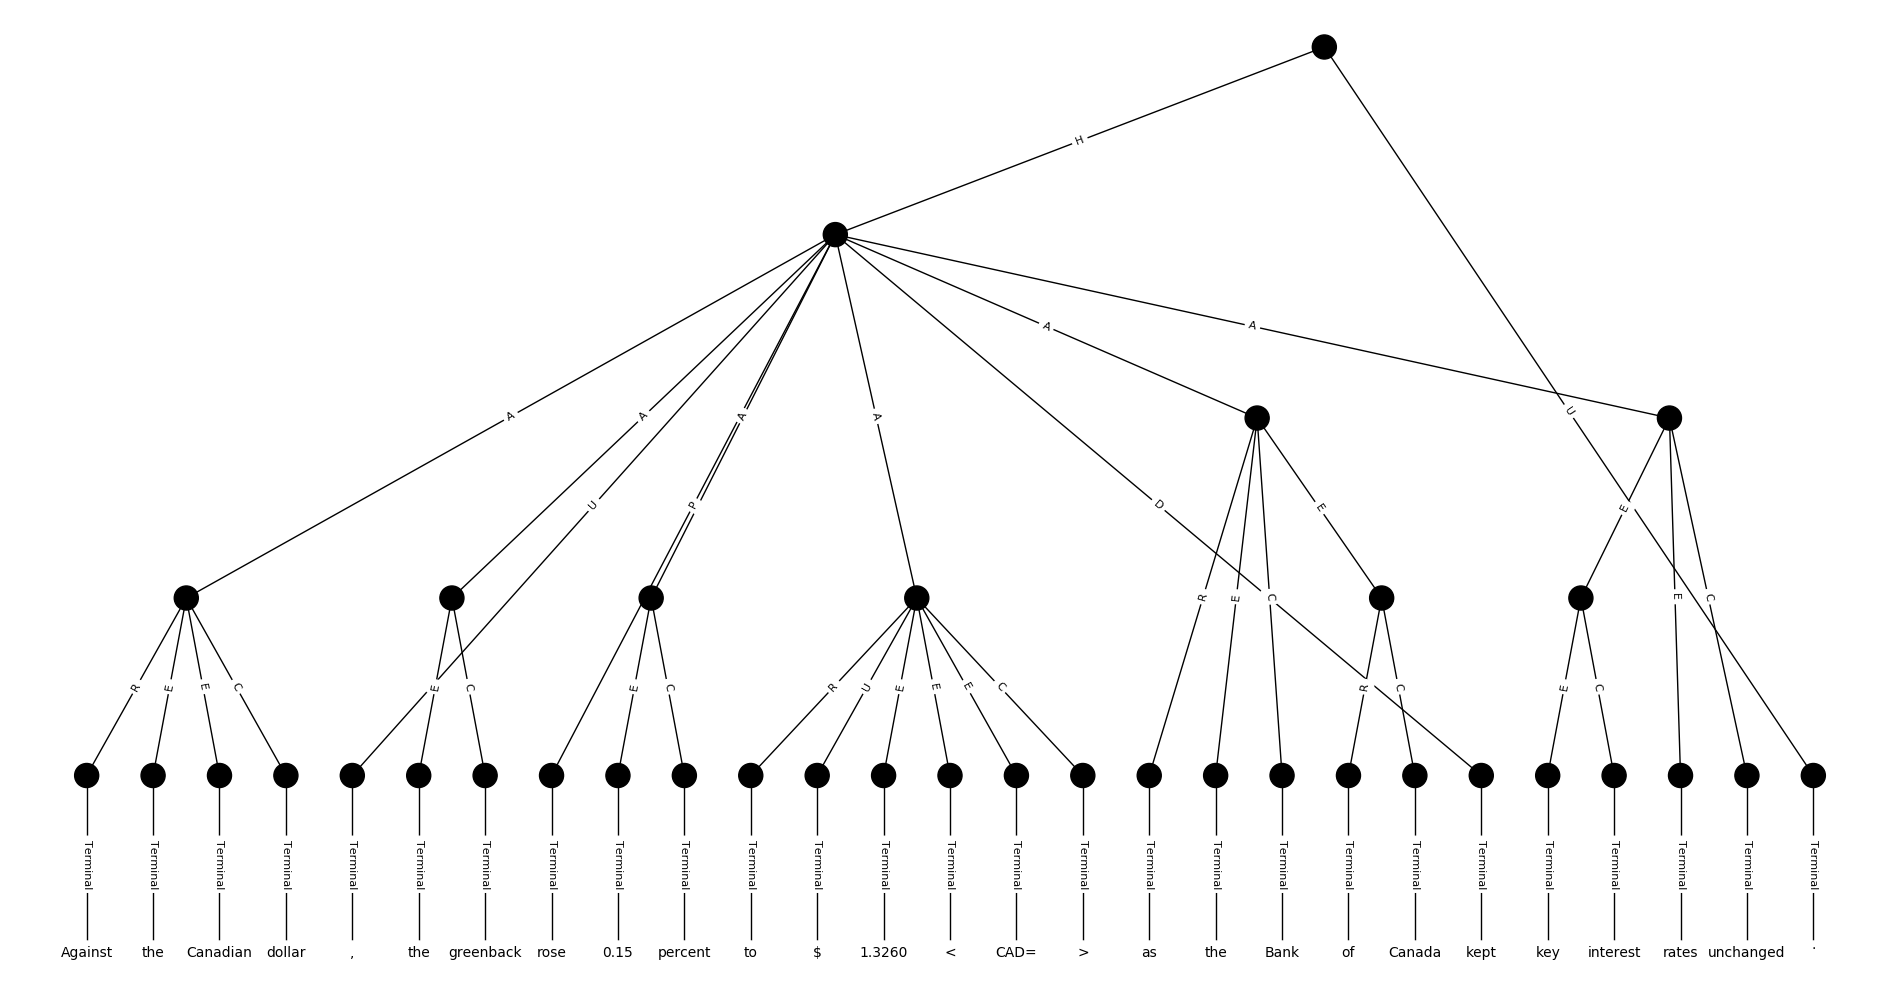 H
A A
A A A A U
U P D E E
R E E C E C
R E E C E C E C R U E E E C R C E C
Terminal Terminal Terminal Terminal Terminal Terminal Terminal Terminal Terminal Terminal Terminal Terminal Terminal Terminal Terminal Terminal Terminal Terminal Terminal Terminal Terminal Terminal Terminal Terminal Terminal Terminal Terminal
Against the Canadian dollar , the greenback rose 0.15 percent to $ 1.3260 < CAD= > as the Bank of Canada kept key interest rates unchanged .